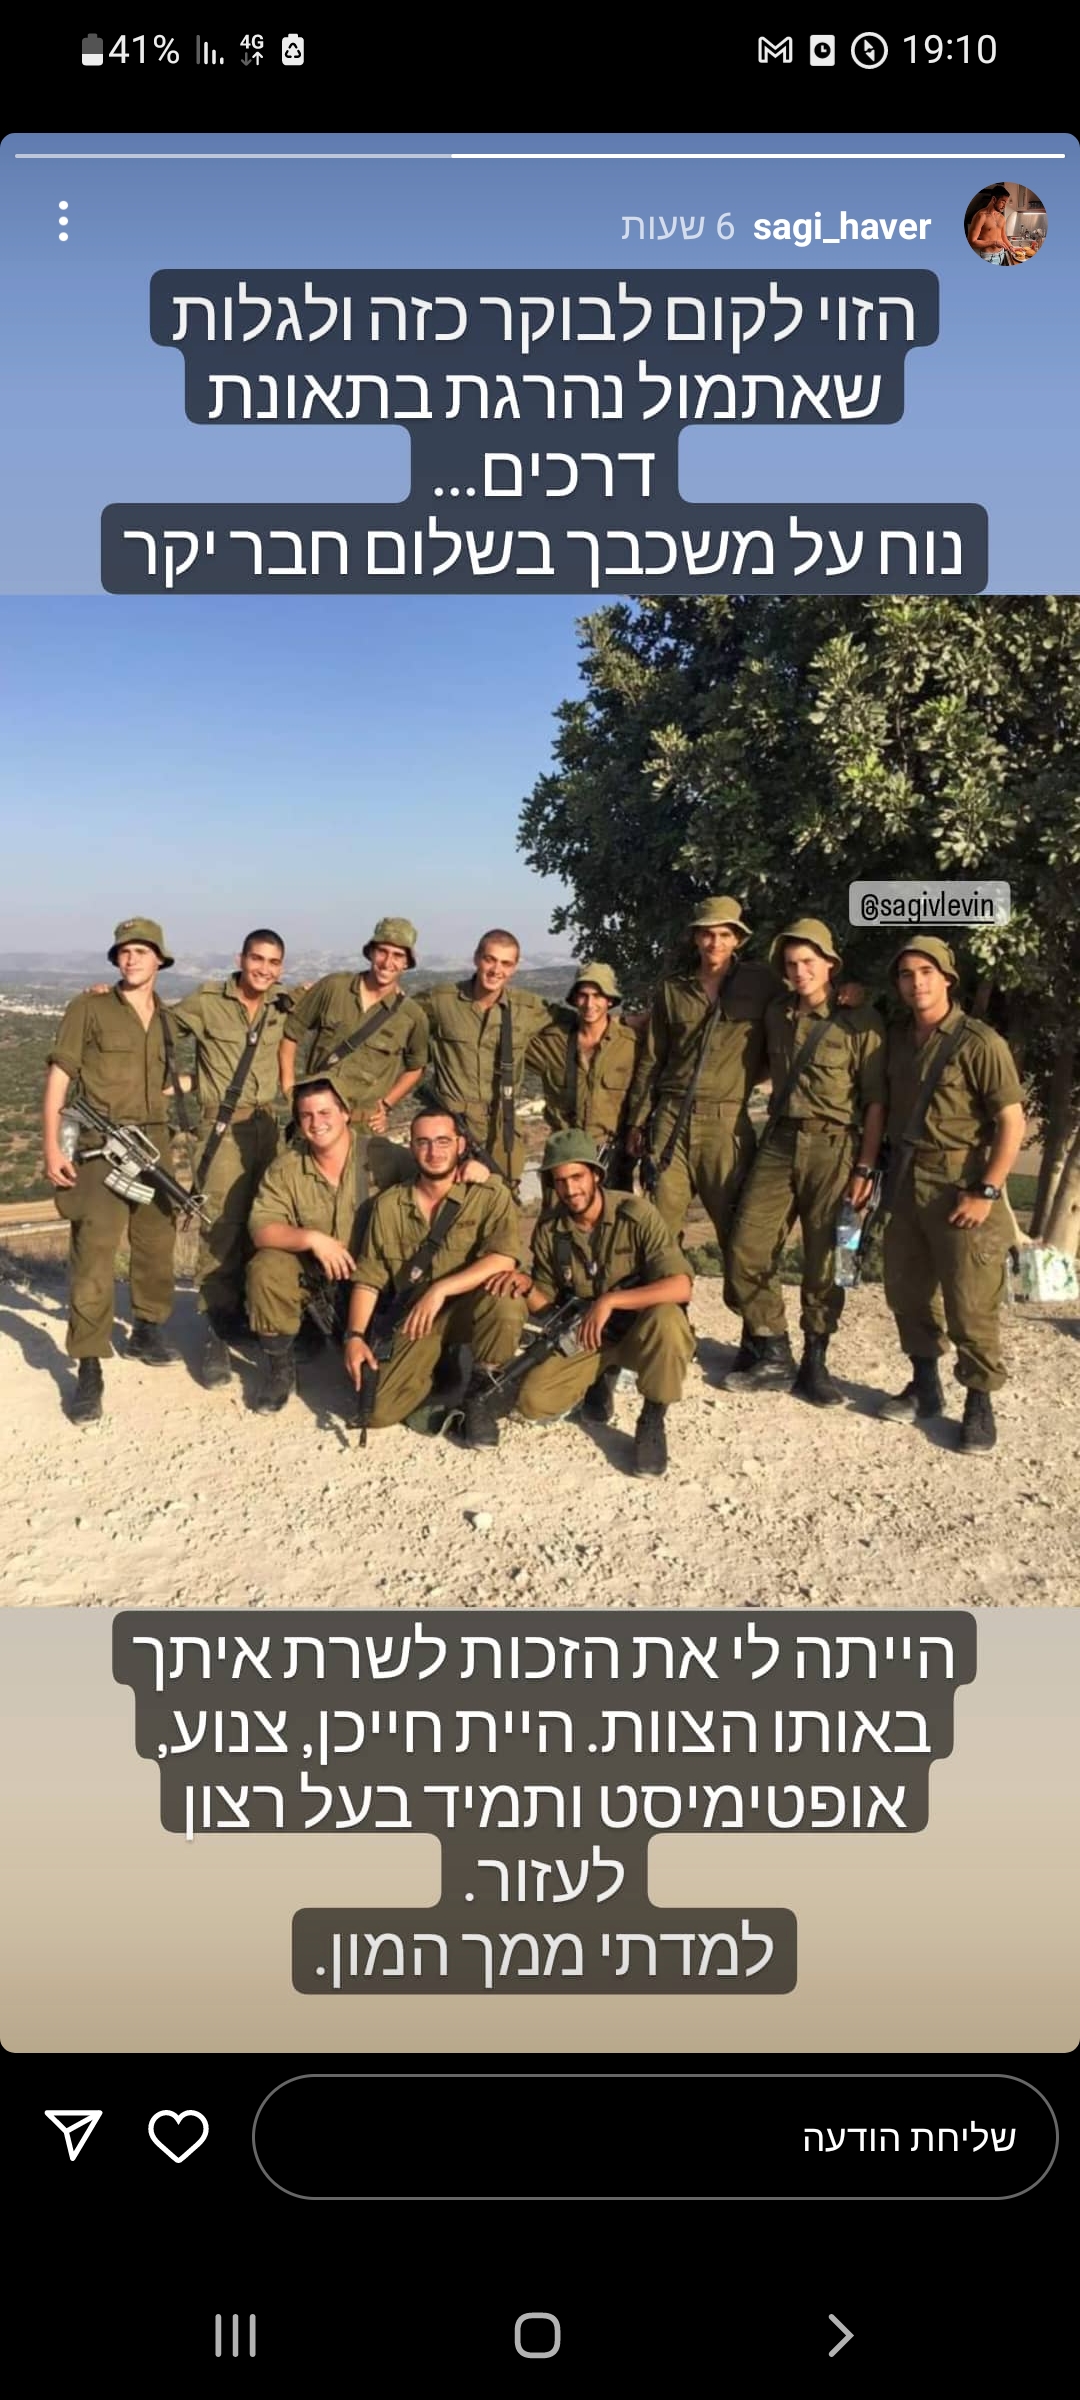 41% 4G 19:10
sagi_haver 6 שעות
הזוי לקום לבוקר כזה ולגלות
שאתמול נהרגת בתאונת
דרכים...
נוח על משכבך בשלום חבר יקר
@sagivlevin
הייתה לי את הזכות לשרת איתך
באותו הצוות. היית חייכן, צנוע,
אופטימיסט ותמיד בעל רצון
לעזור.
למדתי ממך המון.
שליחת הודעה